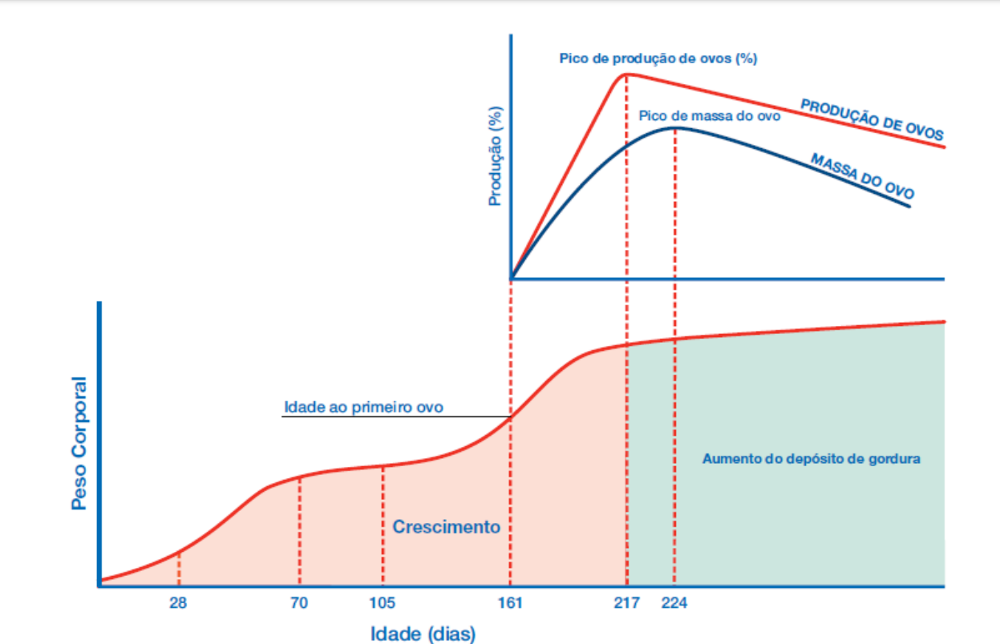 Pico de produção de ovos (%)
Produção (%)
PRODUÇÃO DE OVOS
Pico de massa do ovo
MASSA DO OVO
Peso Corporal
Idade ao primeiro ovo
Aumento do depósito de gordura
Crescimento
28 70 105 161 217 224
Idade (dias)